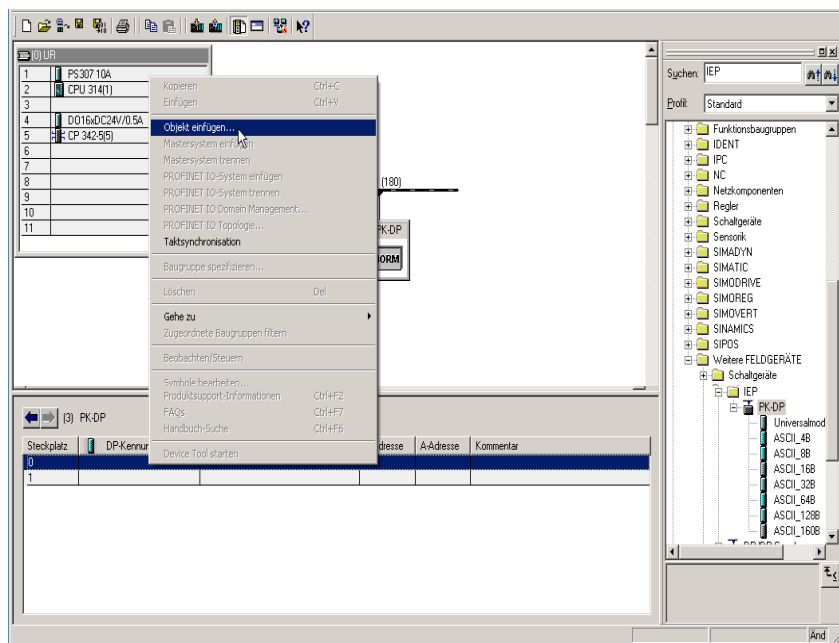 (0) UR
1 PS307 10A
2 CPU 314(1)
3
4 DO16xDC24V/0.5A
5 CP 342-5(5)
6
7
8
9
10
11
Kopieren Ctrl+C
Einfügen Ctrl+V
Objekt einfügen...
Mastersystem einfügen
Mastersystem trennen
PROFINET IO-System einfügen
PROFINET IO-System trennen
PROFINET IO Domain Management...
PROFINET IO Topologie...
Taktsynchronisation
Baugruppe spezifizieren...
Löschen Del
Gehe zu
Zugeordnete Baugruppen filtern
Beobachten/Steuern
Symbole bearbeiten...
Produktsupport-Informationen Ctrl+F2
FAQs Ctrl+F7
Handbuch-Suche Ctrl+F6
Device Tool starten
(180)
PK-DP
ORM
(3) PK-DP
Steckplatz DP-Kennun dresse A-Adresse Kommentar
0
1
Suchen: IEP
Profil: Standard
Funktionsbaugruppen
IDENT
IPC
NC
Netzkomponenten
Regler
Schaltgeräte
Sensorik
SIMADYN
SIMATIC
SIMODRIVE
SIMOREG
SIMOVERT
SINAMICS
SIPOS
Weitere FELDGERÄTE
Schaltgeräte
IEP
PK-DP
Universalmod
ASCII_4B
ASCII_8B
ASCII_16B
ASCII_32B
ASCII_64B
ASCII_128B
ASCII_160B
Änd